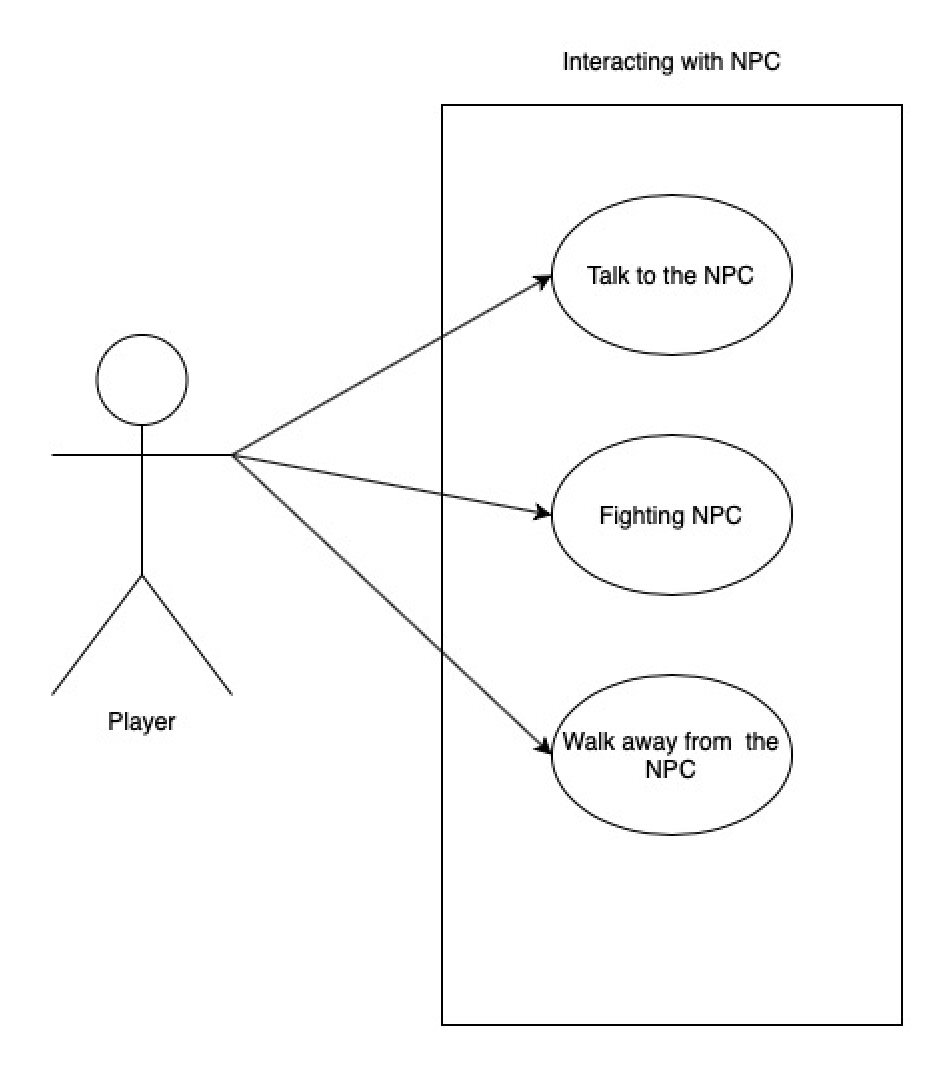 Interacting with NPC
Talk to the NPC
Fighting NPC
Walk away from  the
NPC
Player